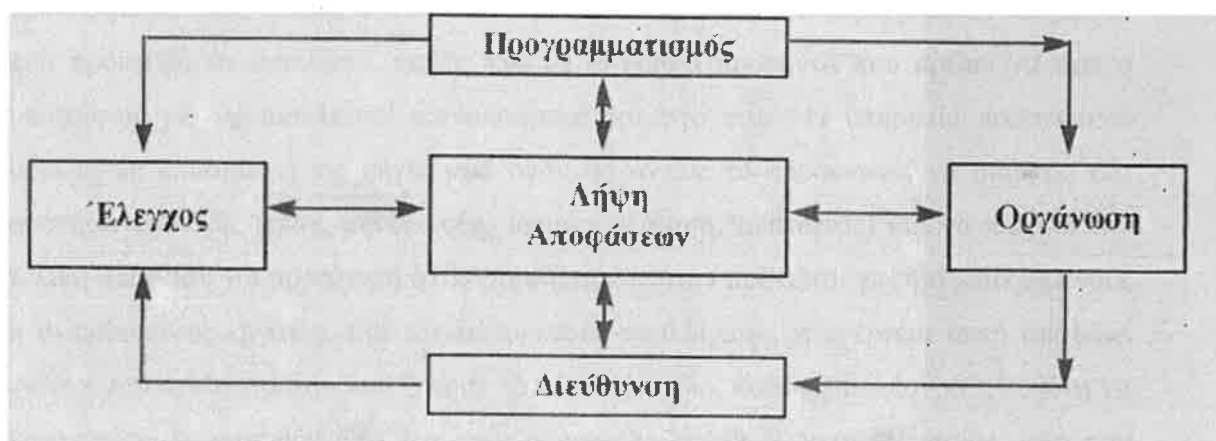 Προγραμματισμός
Έλεγχος
Λήψη
Αποφάσεων
Οργάνωση
Διεύθυνση